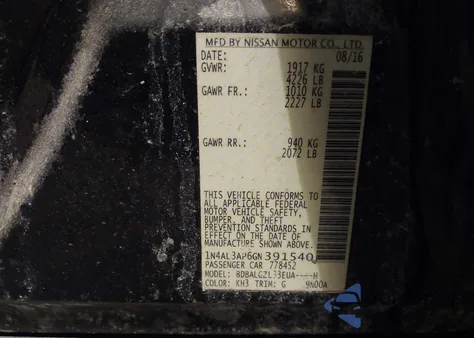 MFD BY NISSAN MOTOR CO., LTD.
DATE: 08/16
GVWR: 1917 KG
4226 LB
GAWR FR.: 1010 KG
2227 LB
GAWR RR.: 940 KG
2072 LB
THIS VEHICLE CONFORMS TO
ALL APPLICABLE FEDERAL
MOTOR VEHICLE SAFETY,
BUMPER, AND THEFT
PREVENTION STANDARDS IN
EFFECT ON THE DATE OF
MANUFACTURE SHOWN ABOVE.
1N4AL3AP6GN391540
PASSENGER CAR 778452
MODEL:
COLOR: KH3 TRIM: G